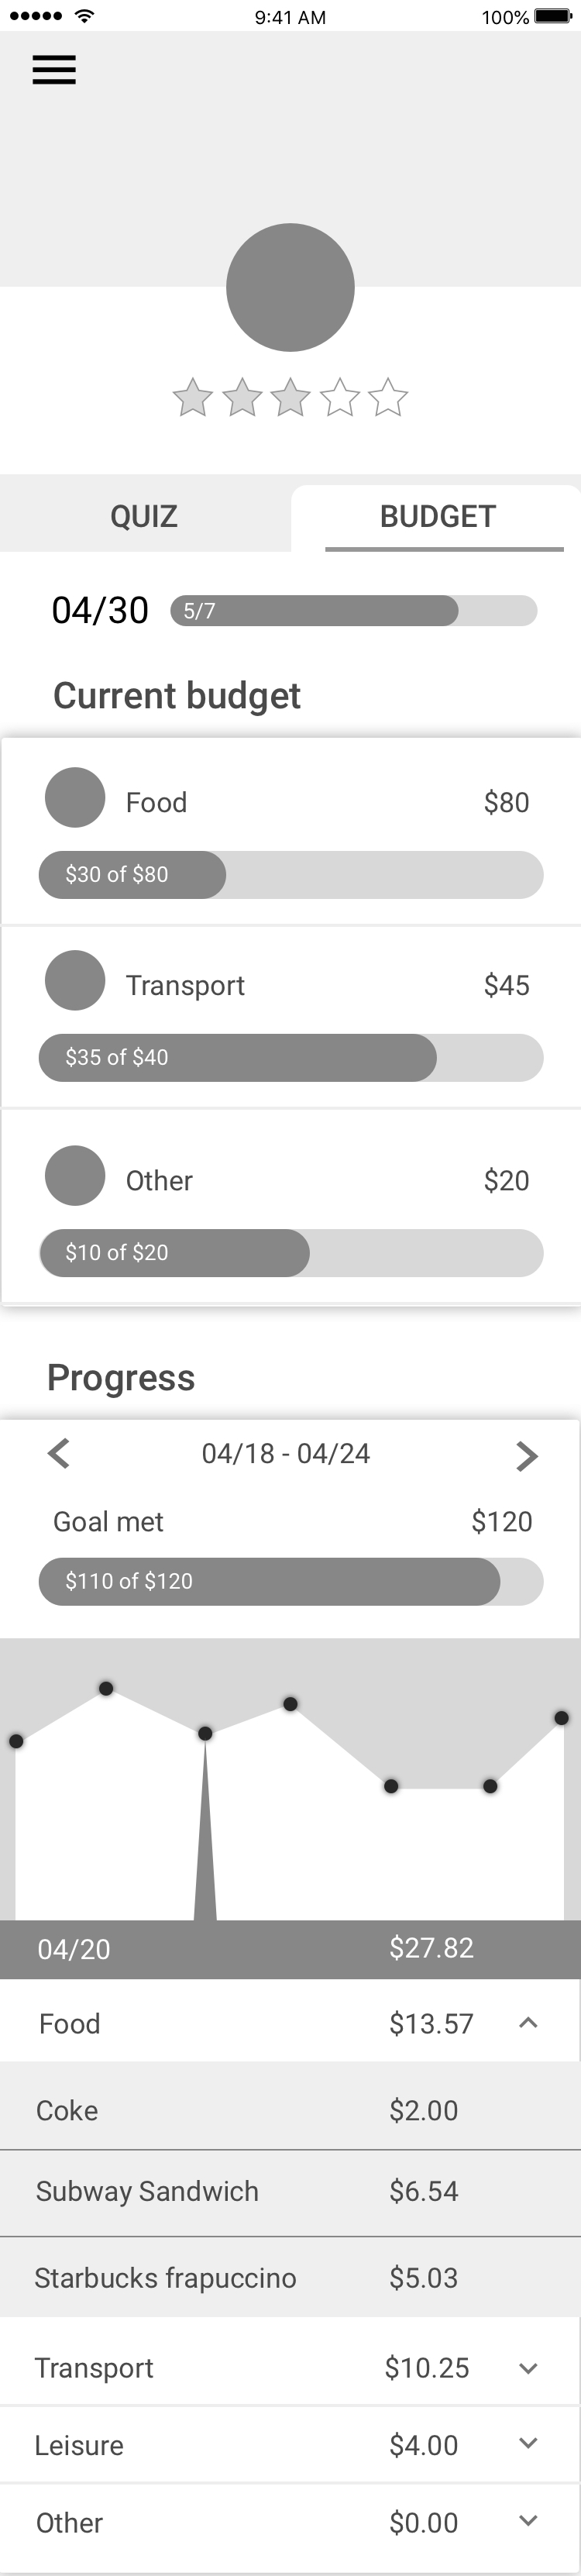 9:41 AM 100%
QUIZ BUDGET
04/30 5/7
Current budget
Food $80
$30 of $80
Transport $45
$35 of $40
Other $20
$10 of $20
Progress
04/18 - 04/24
Goal met $120
$110 of $120
04/20 $27.82
Food $13.57
Coke $2.00
Subway Sandwich $6.54
Starbucks frapuccino $5.03
Transport $10.25
Leisure $4.00
Other $0.00